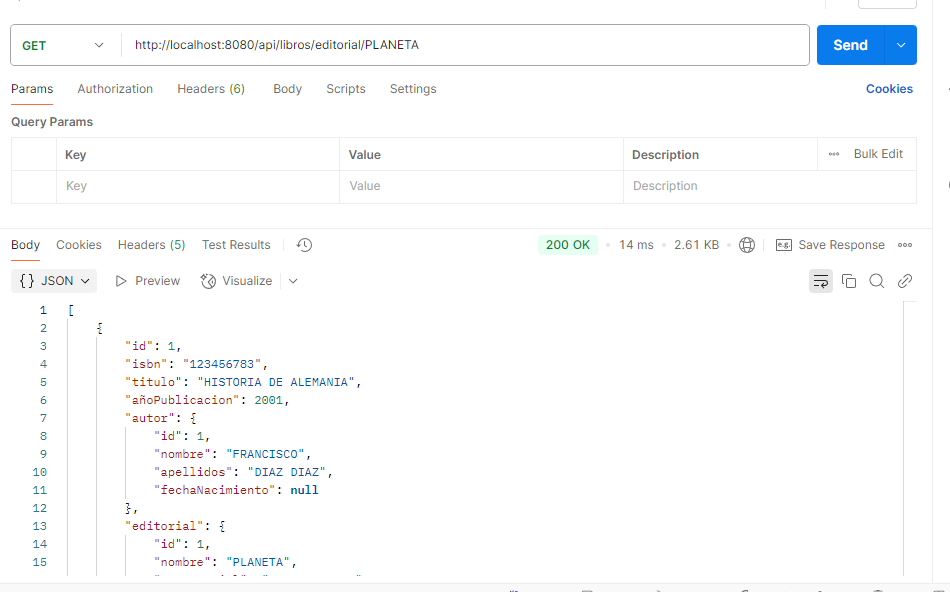 GET http://localhost:8080/api/libros/editorial/PLANETA Send
Params Authorization Headers (6) Body Scripts Settings Cookies
Query Params
Key Value Description Bulk Edit
Key Value Description
Body Cookies Headers (5) Test Results 200 OK • 14 ms • 2.61 KB • e.g. Save Response
{} JSON Preview Visualize
1 [
2 {
3 "id": 1,
4 "isbn": "123456783",
5 "titulo": "HISTORIA DE ALEMANIA",
6 "añoPublicacion": 2001,
7 "autor": {
8 "id": 1,
9 "nombre": "FRANCISCO",
10 "apellidos": "DIAZ DIAZ",
11 "fechaNacimiento": null
12 },
13 "editorial": {
14 "id": 1,
15 "nombre": "PLANETA",